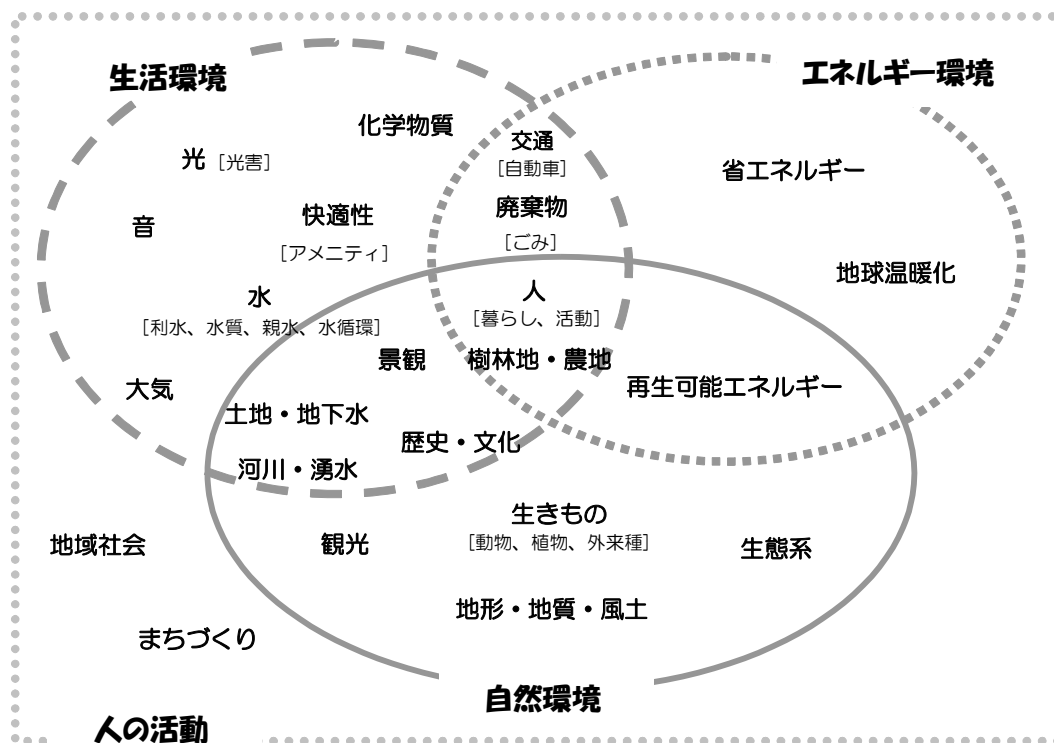 生活環境
エネルギー環境
化学物質
交通
[自動車]
光 [光害]
省エネルギー
廃棄物
[ごみ]
音
快適性
[アメニティ]
地球温暖化
水
[利水、水質、親水、水循環]
人
[暮らし、活動]
景観
樹林地・農地
大気
再生可能エネルギー
土地・地下水
歴史・文化
河川・湧水
生きもの
[動物、植物、外来種]
地域社会
観光
生態系
地形・地質・風土
まちづくり
自然環境
人の活動